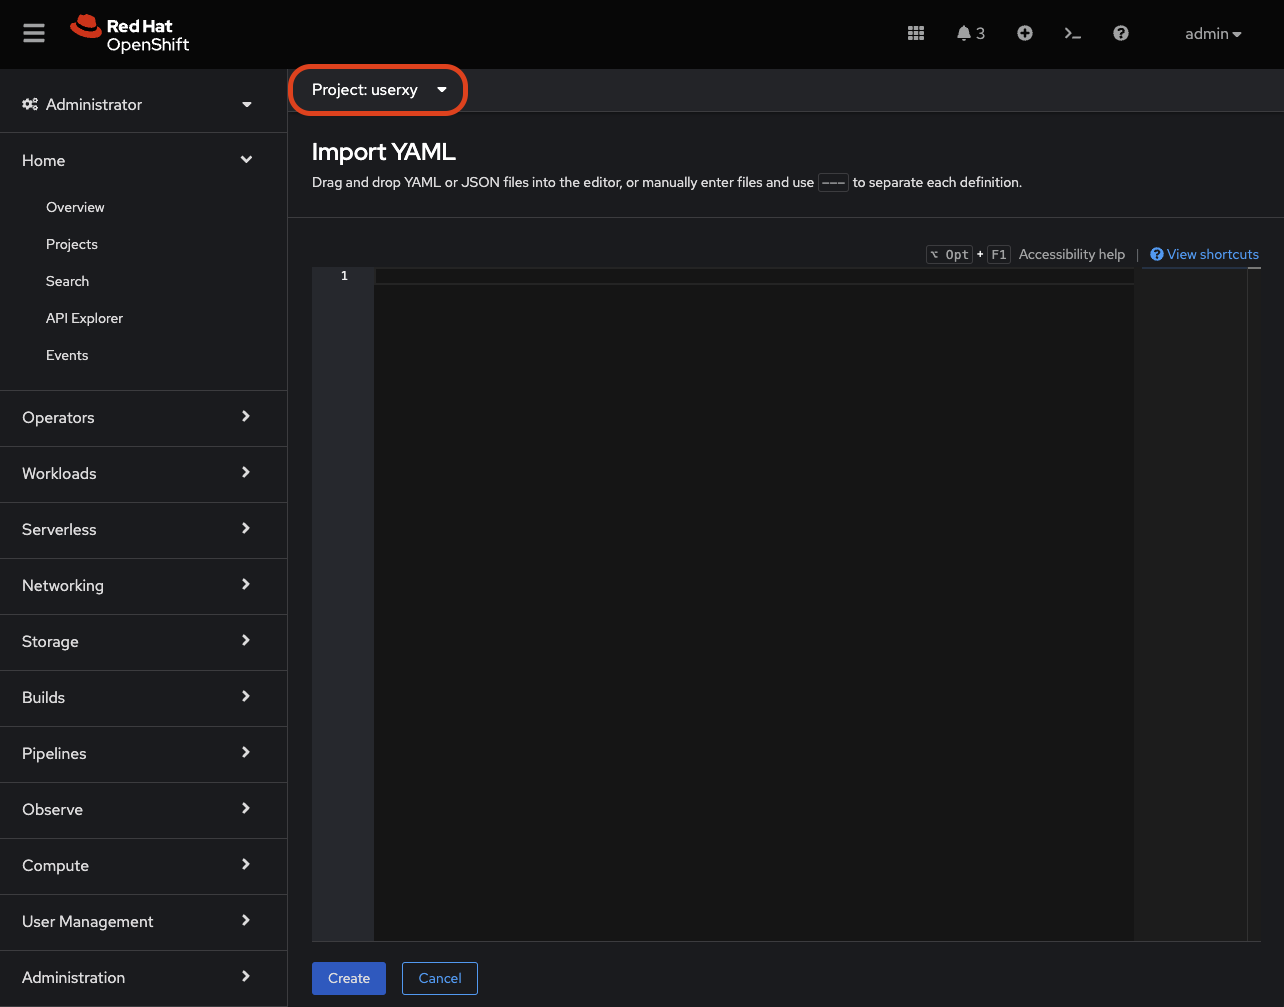 Red Hat
OpenShift
3
admin
Administrator
Home
Overview
Projects
Search
API Explorer
Events
Operators
Workloads
Serverless
Networking
Storage
Builds
Pipelines
Observe
Compute
User Management
Administration
Project: userxy
Import YAML
Drag and drop YAML or JSON files into the editor, or manually enter files and use --- to separate each definition.
⌥ Opt + F1 Accessibility help | View shortcuts
1
Create
Cancel